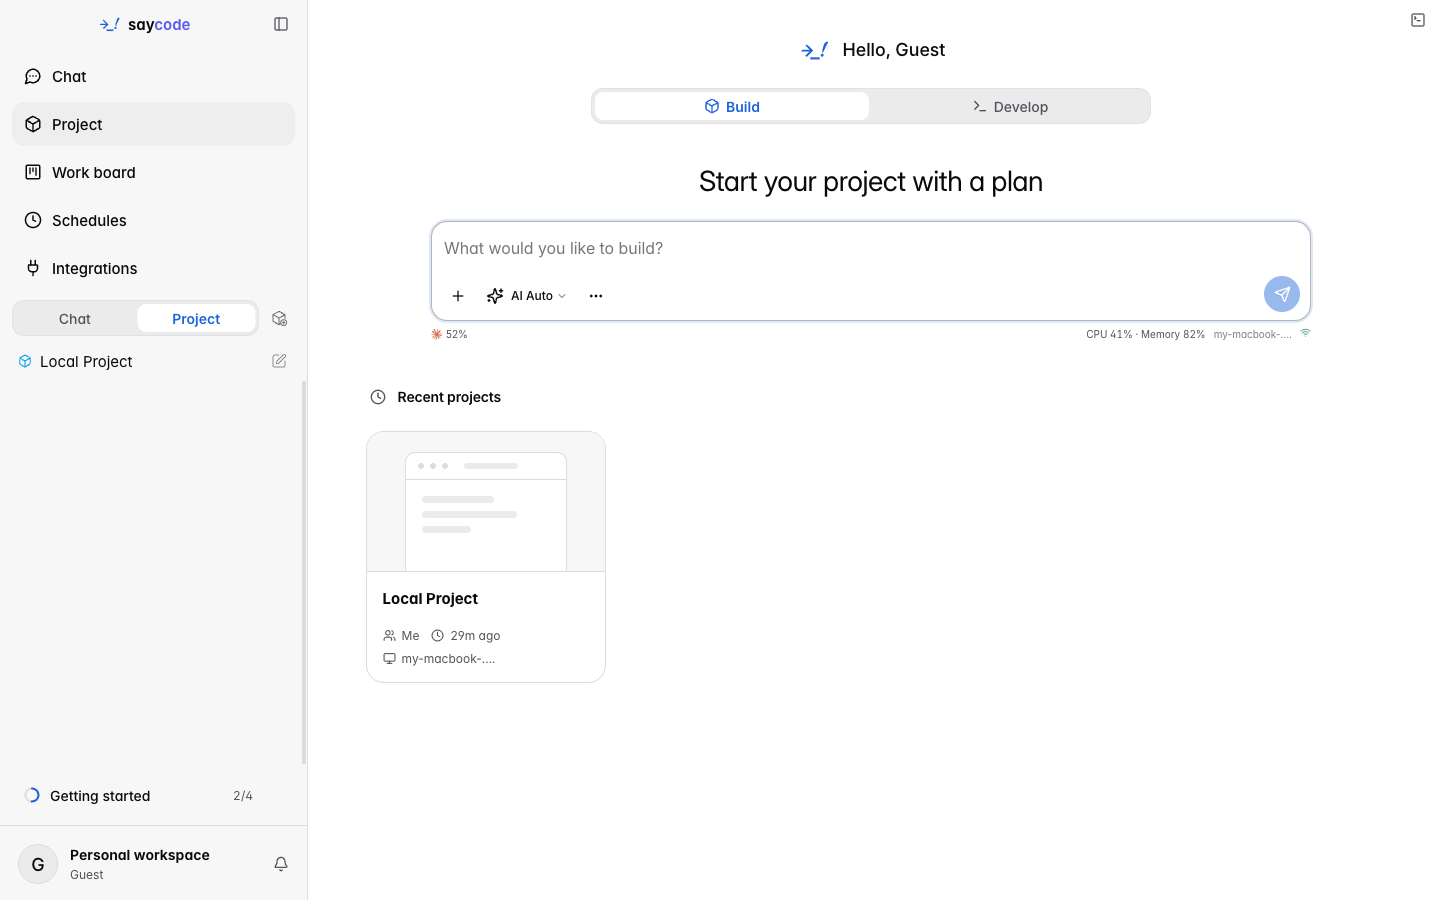 saycode
Chat
Project
Work board
Schedules
Integrations
Chat
Project
Local Project
Getting started
2/4
G
Personal workspace
Guest
Hello, Guest
Build
Develop
Start your project with a plan
What would you like to build?
AI Auto
52%
CPU 41% · Memory 82% my-macbook-....
Recent projects
Local Project
Me 29m ago
my-macbook-....